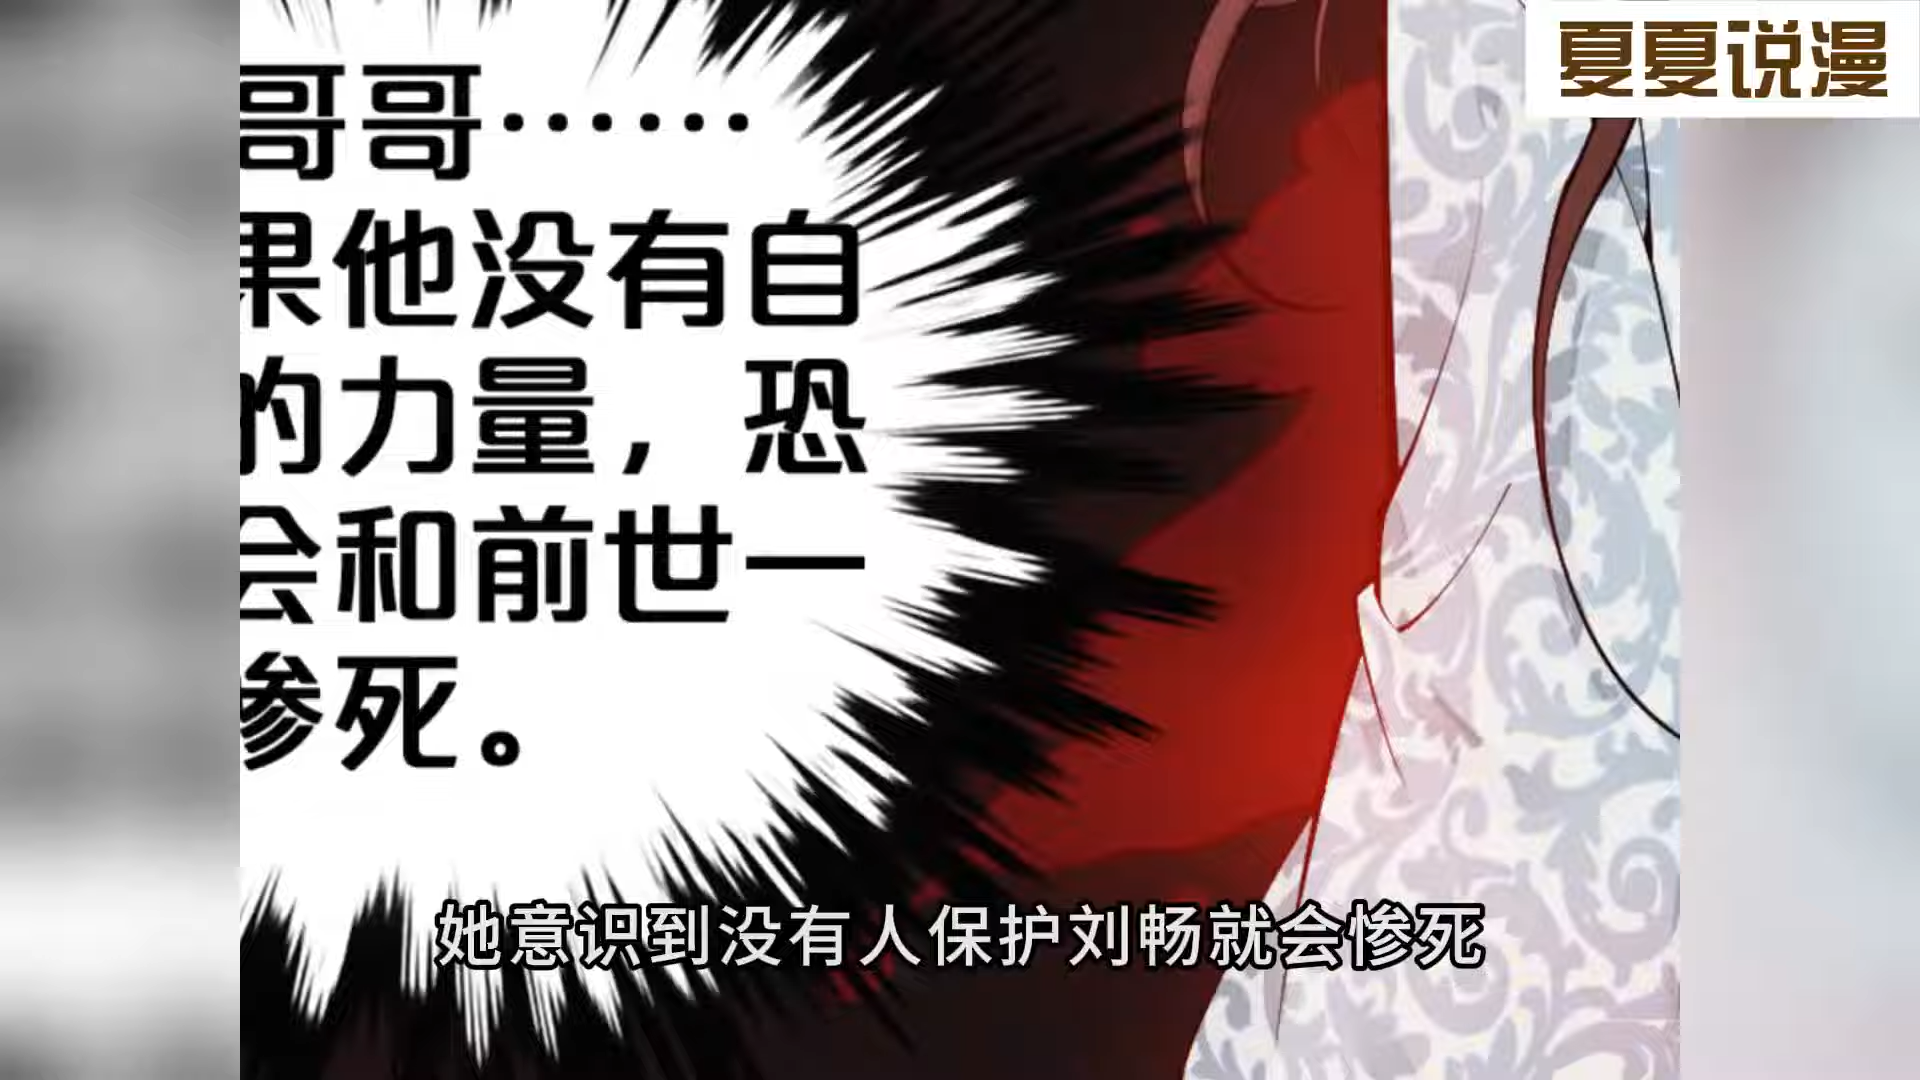 夏夏说漫
哥哥……
果他没有自
的力量，恐
会和前世一
惨死。
她意识到没有人保护刘畅就会惨死